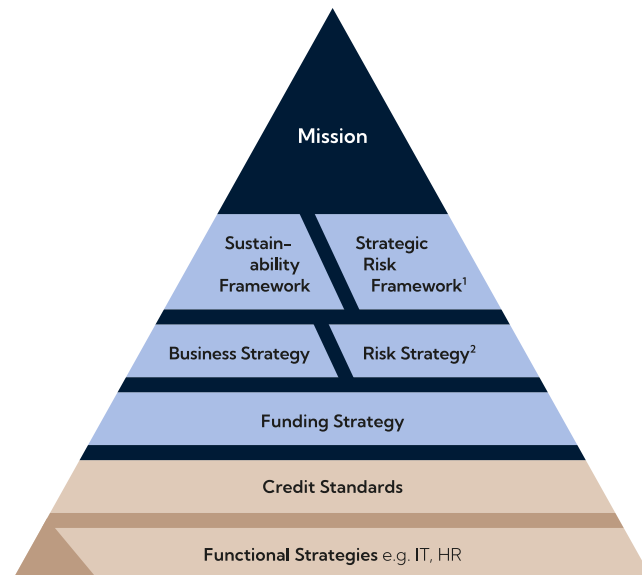 Mission
Sustain-
ability
Framework
Strategic
Risk
Framework¹
Business Strategy
Risk Strategy²
Funding Strategy
Credit Standards
Functional Strategies e.g. IT, HR